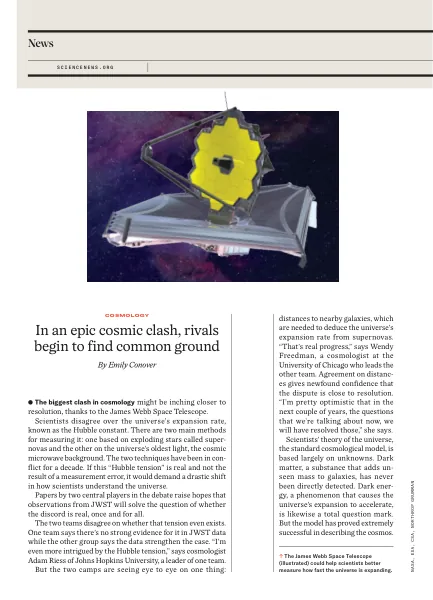 News
SCIENCENEWS.ORG
COSMOLOGY
In an epic cosmic clash, rivals
begin to find common ground
By Emily Conover
● The biggest clash in cosmology might be inching closer to
resolution, thanks to the James Webb Space Telescope.
Scientists disagree over the universe's expansion rate,
known as the Hubble constant. There are two main methods
for measuring it: one based on exploding stars called super-
novas and the other on the universe's oldest light, the cosmic
microwave background. The two techniques have been in con-
flict for a decade. If this "Hubble tension" is real and not the
result of a measurement error, it would demand a drastic shift
in how scientists understand the universe.
Papers by two central players in the debate raise hopes that
observations from JWST will solve the question of whether
the discord is real, once and for all.
The two teams disagree on whether that tension even exists.
One team says there's no strong evidence for it in JWST data
while the other group says the data strengthen the case. "I'm
even more intrigued by the Hubble tension," says cosmologist
Adam Riess of Johns Hopkins University, a leader of one team.
But the two camps are seeing eye to eye on one thing:
distances to nearby galaxies, which
are needed to deduce the universe's
expansion rate from supernovas.
"That's real progress," says Wendy
Freedman, a cosmologist at the
University of Chicago who leads the
other team. Agreement on distanc-
es gives newfound confidence that
the dispute is close to resolution.
"I'm pretty optimistic that in the
next couple of years, the questions
that we're talking about now, we
will have resolved those," she says.
Scientists' theory of the universe,
the standard cosmological model, is
based largely on unknowns. Dark
matter, a substance that adds un-
seen mass to galaxies, has never
been directly detected. Dark ener-
gy, a phenomenon that causes the
universe's expansion to accelerate,
is likewise a total question mark.
But the model has proved extremely
successful in describing the cosmos.
↑ The James Webb Space Telescope
(illustrated) could help scientists better
measure how fast the universe is expanding.
NASA, ESA, CSA, NORTHROP GRUMMAN